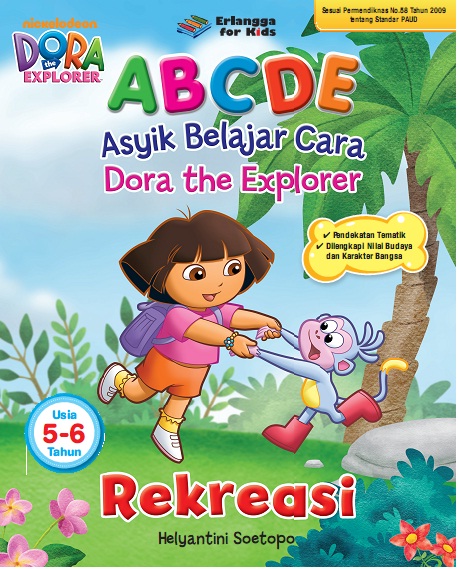 nickelodeon
DORA
the
EXPLORER
Erlangga
for Kids
Sesuai Permendiknas No.58 Tahun 2009
tentang Standar PAUD
ABCDE
Asyik Belajar Cara
Dora the Explorer
✓ Pendekatan Tematik
✓ Dilengkapi Nilai Budaya
dan Karakter Bangsa
Usia
5-6
Tahun
Rekreasi
Helyantini Soetopo